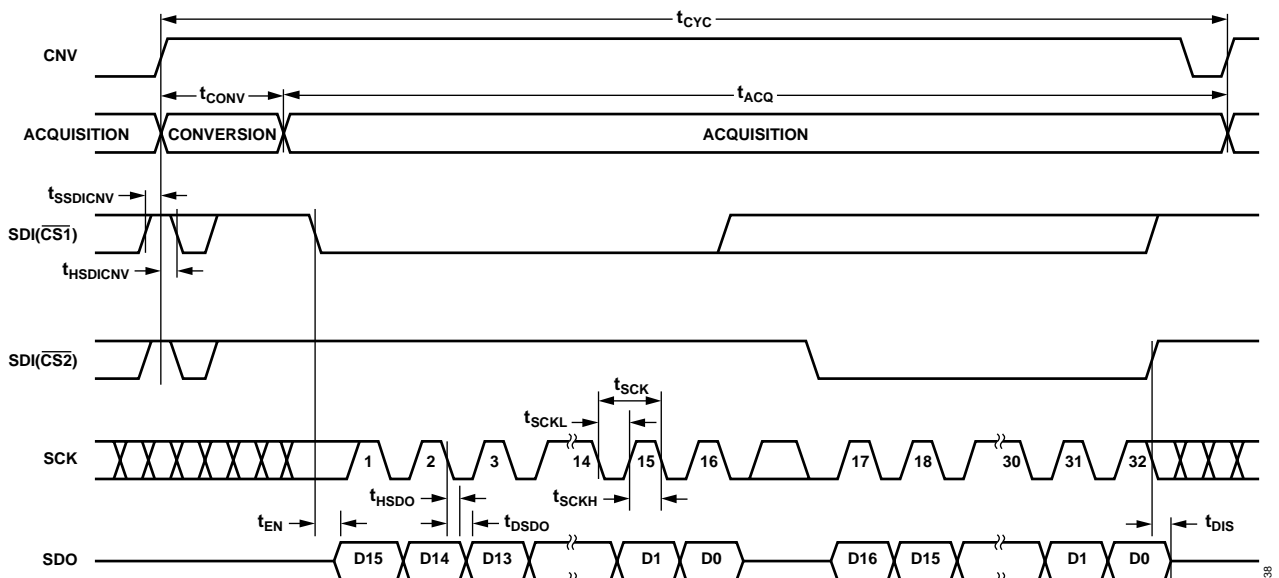 tCYC
CNV
tCONV
tACQ
ACQUISITION
CONVERSION
ACQUISITION
tSSDICNV
SDI(CS1)
tHSDICNV
SDI(CS2)
tSCK
tSCKL
SCK
1
2
3
14
15
16
17
18
30
31
32
tHSDO
tSCKH
tEN
tDSDO
tDIS
SDO
D15
D14
D13
D1
D0
D16
D15
D1
D0
38